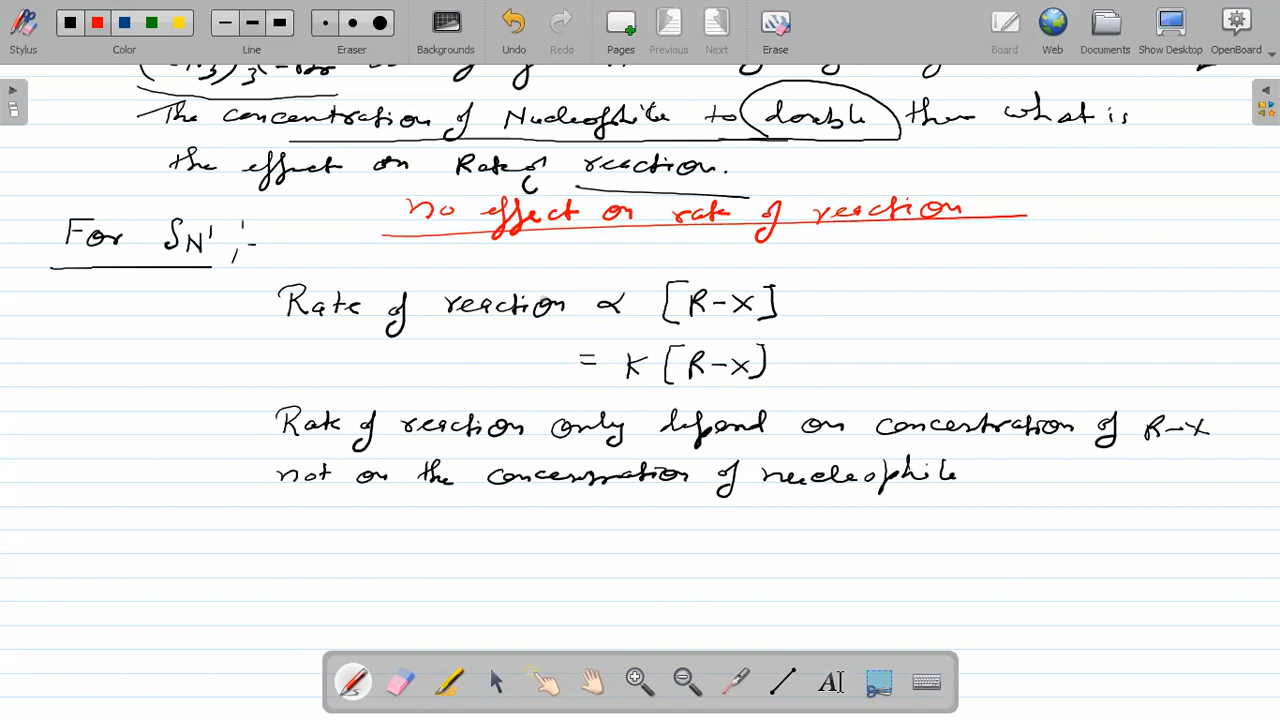 Stylus
Color
Line
Eraser
Backgrounds
Undo
Redo
Pages
Previous
Next
Erase
Board
Web
Documents
Show Desktop
OpenBoard
The concentration of Nucleophile to double then what is
the effect on Rate of reaction.
no effect on rate of reaction
For SN1 :-
Rate of reaction ∝ [R-X]
= K [R-X]
Rate of reaction only depend on concentration of R-X
not on the concentration of nucleophile
AI